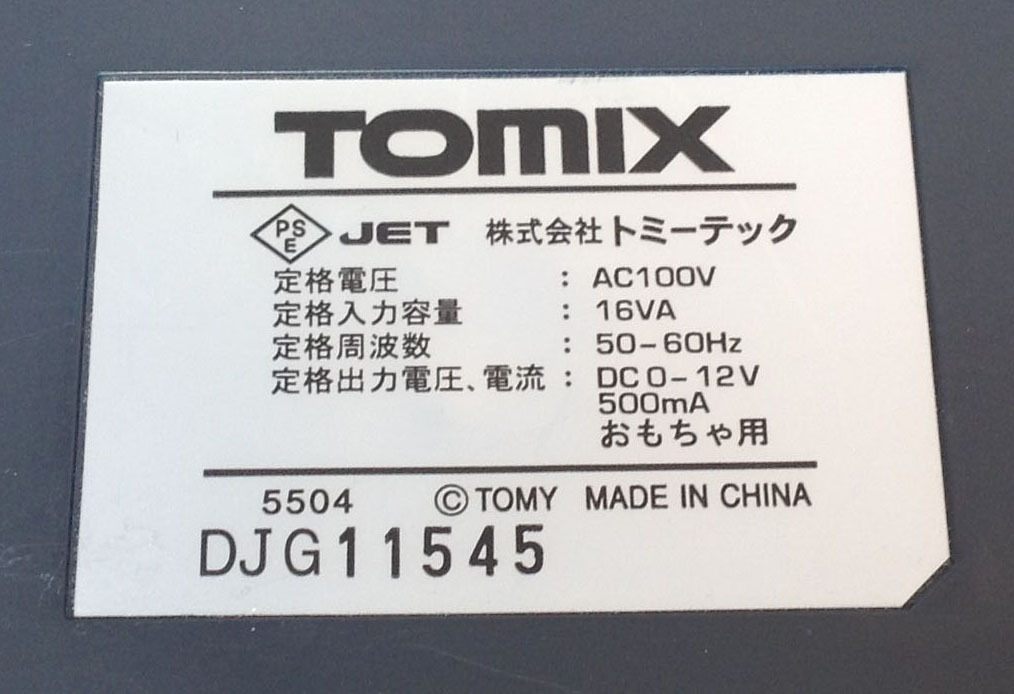 TOMIX
PSE JET 株式会社トミーテック
定格電圧 : AC100V
定格入力容量 : 16VA
定格周波数 : 50-60Hz
定格出力電圧、電流 : DC0-12V
500mA
おもちゃ用
5504 ©TOMY MADE IN CHINA
DJG11545